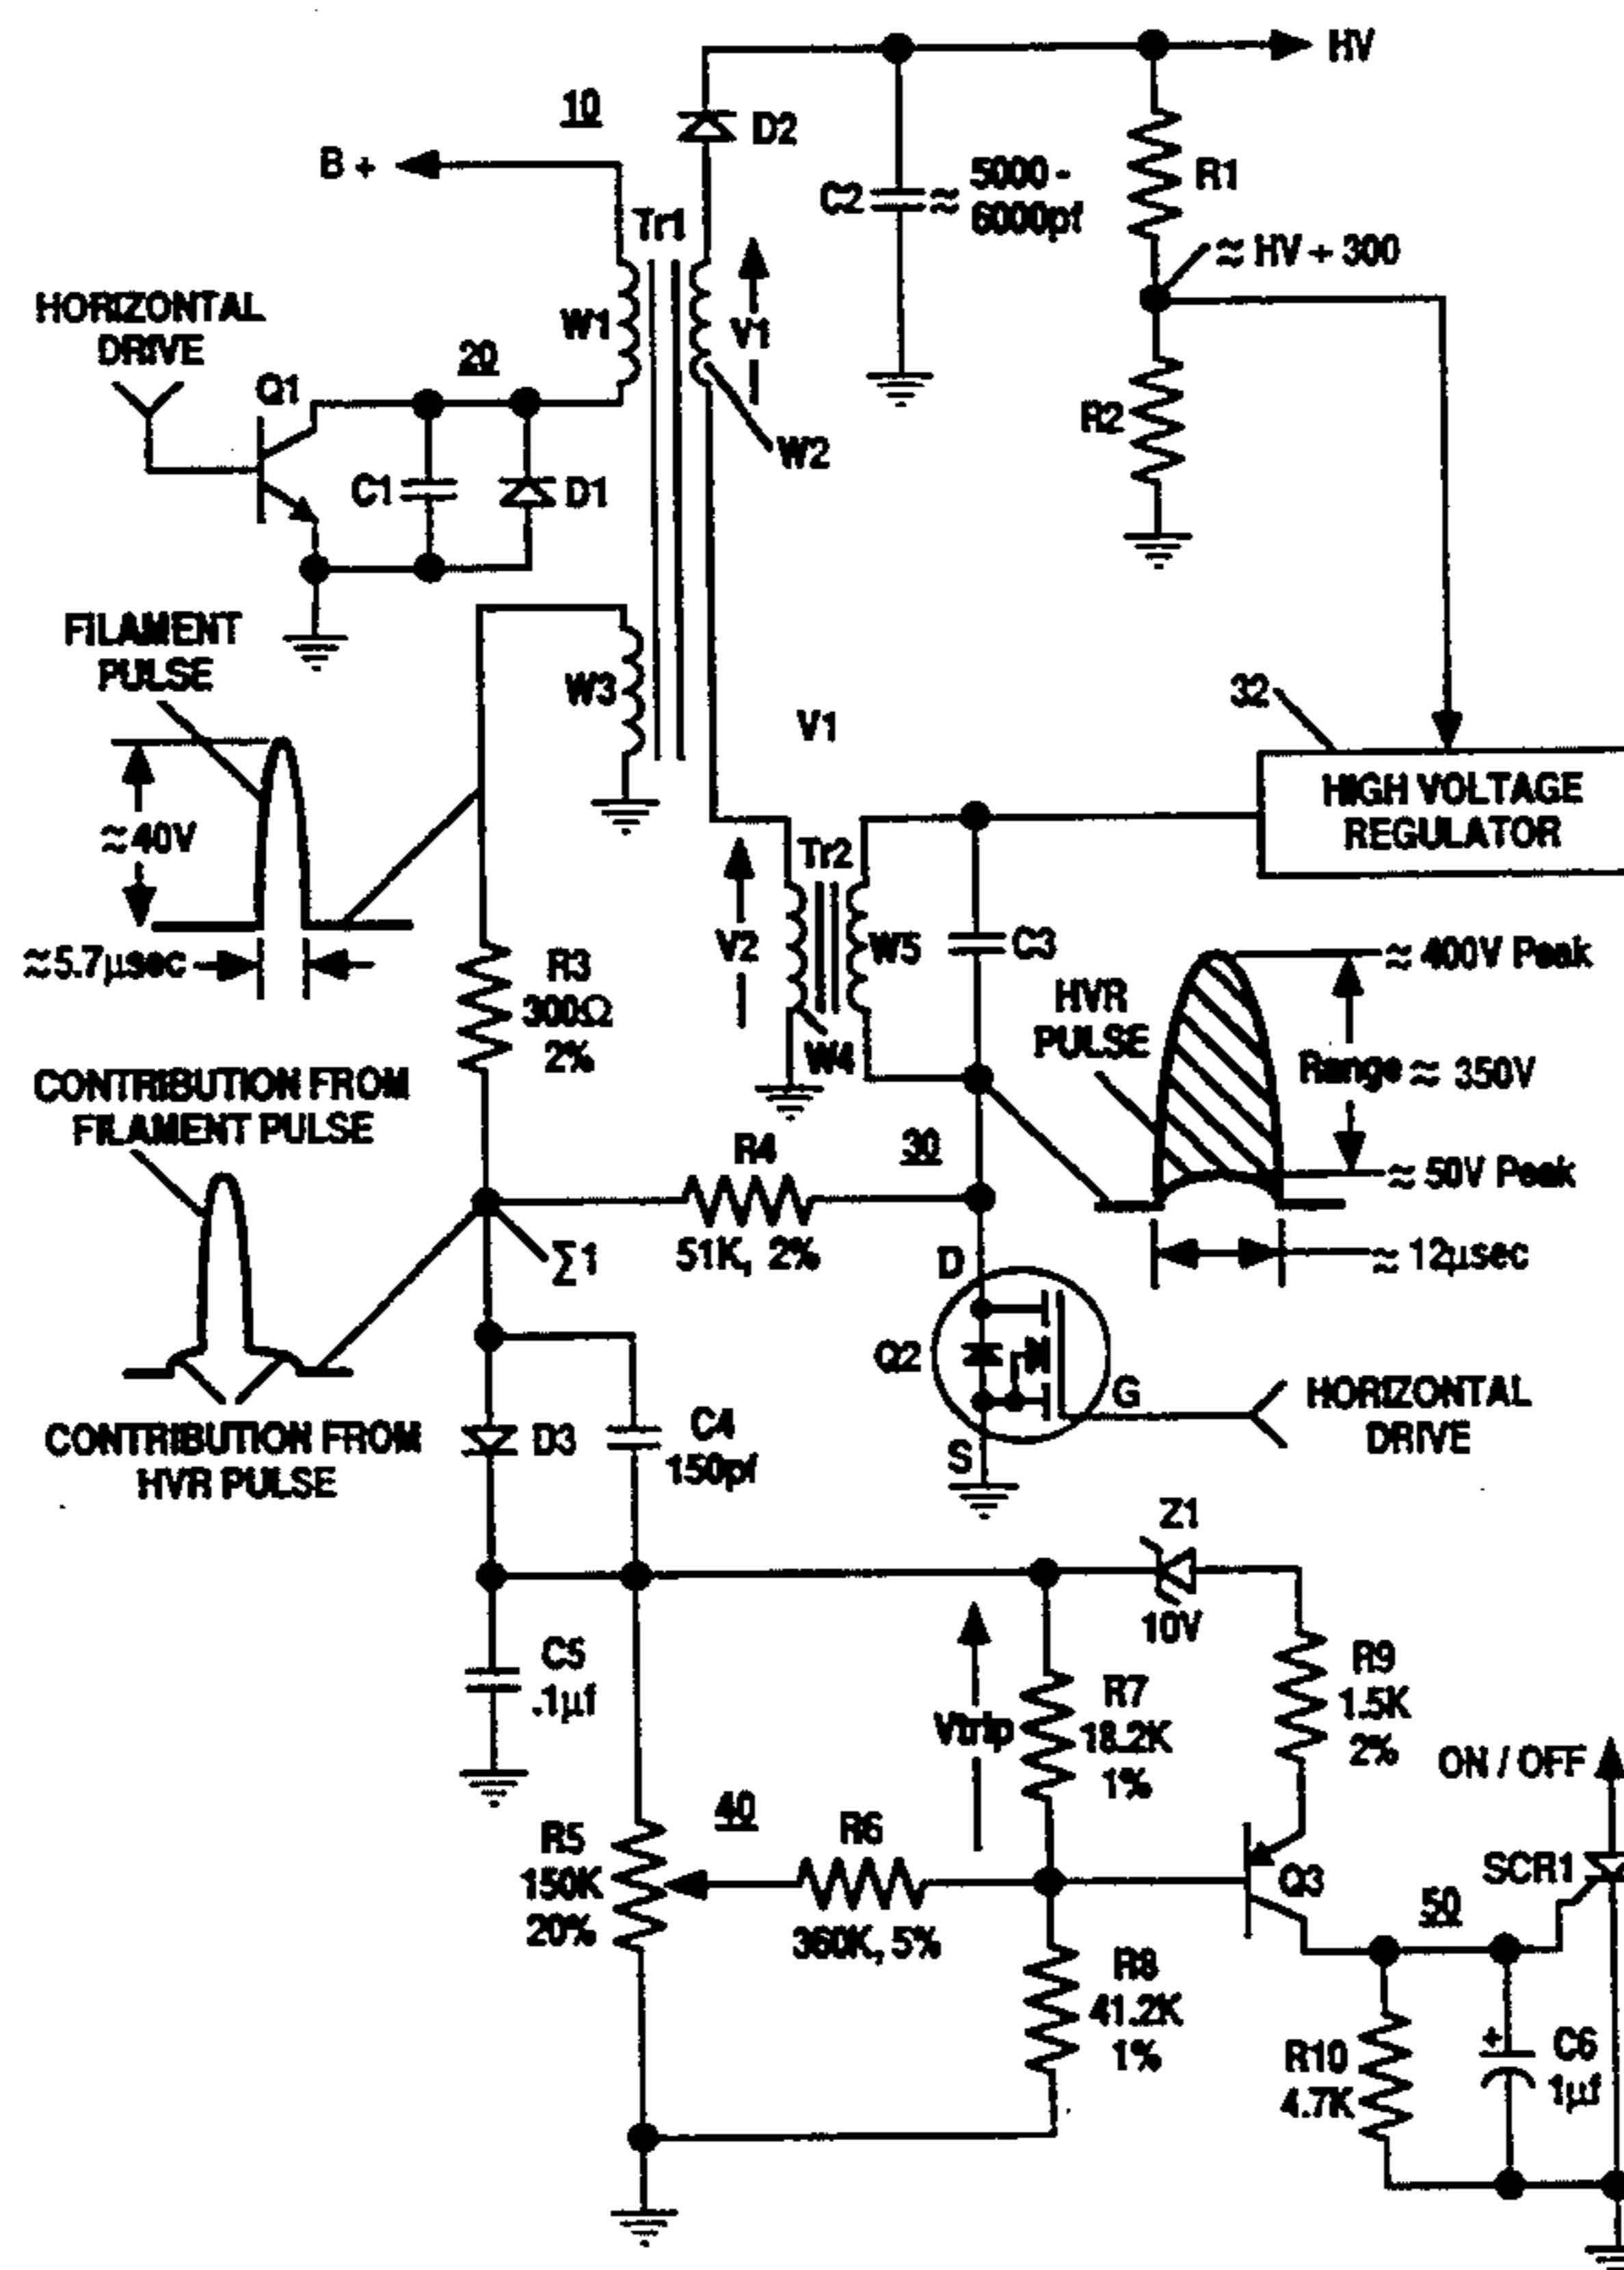 HV
10
D2
B +
C2 ≈ 5000 -
6000pf
R1
Tr1
≈ HV + 300
HORIZONTAL
DRIVE
W1
V1
20
Q1
R2
W2
C1
D1
FILAMENT
PULSE
W3
32
V1
HIGH VOLTAGE
REGULATOR
≈40V
Tr2
V2
W5
C3
≈ 400V Peak
≈5.7µsec
R3
300Ω
2%
HVR
PULSE
W4
Range ≈ 350V
CONTRIBUTION FROM
FILAMENT PULSE
R4
30
≈ 50V Peak
51K, 2%
∑1
D
≈ 12µsec
Q2
G
HORIZONTAL
DRIVE
S
D3
C4
150pf
CONTRIBUTION FROM
HVR PULSE
Z1
10V
C5
.1µf
R7
18.2K
1%
R9
1.5K
2%
Vtrip
ON / OFF
40
R5
150K
20%
R6
360K, 5%
Q3
SCR1
50
R8
41.2K
1%
R10
4.7K
+
C6
1µf